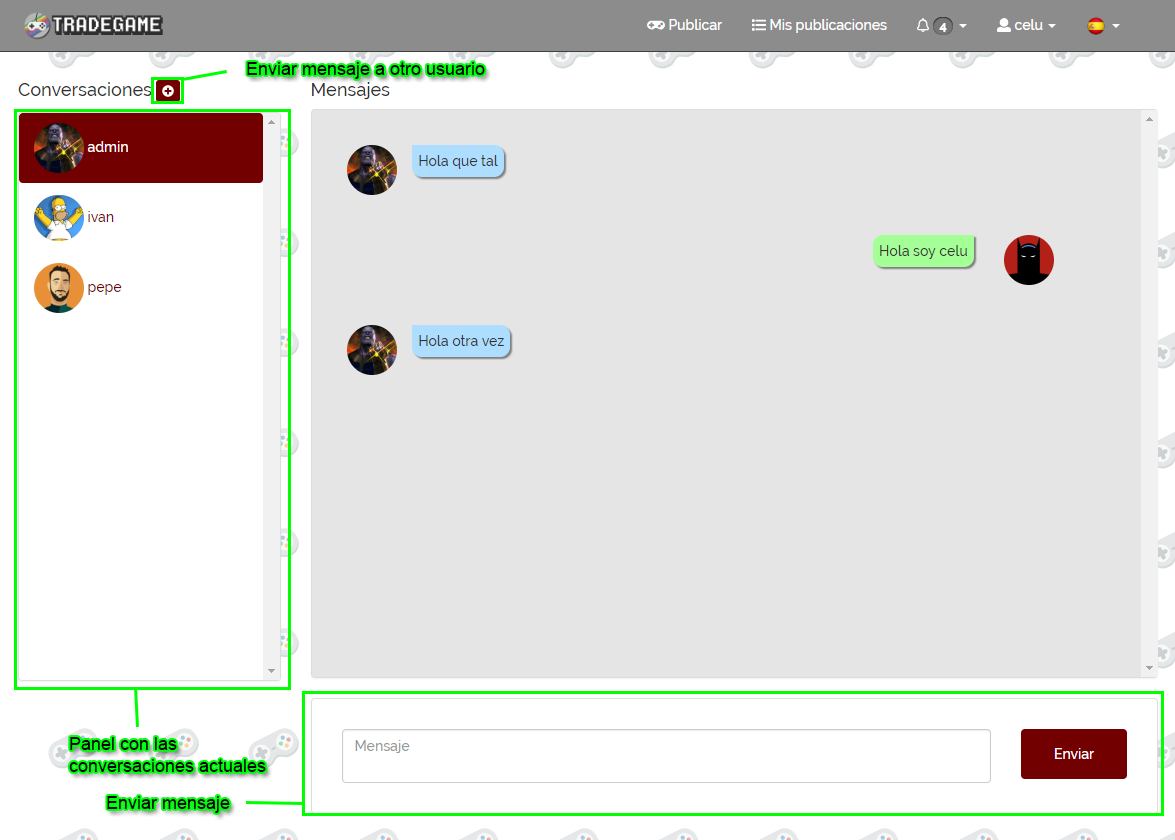 TRADEGAME
Publicar
Mis publicaciones
4
celu
Enviar mensaje a otro usuario
Conversaciones
Mensajes
admin
ivan
pepe
Hola que tal
Hola soy celu
Hola otra vez
Panel con las
conversaciones actuales
Mensaje
Enviar
Enviar mensaje